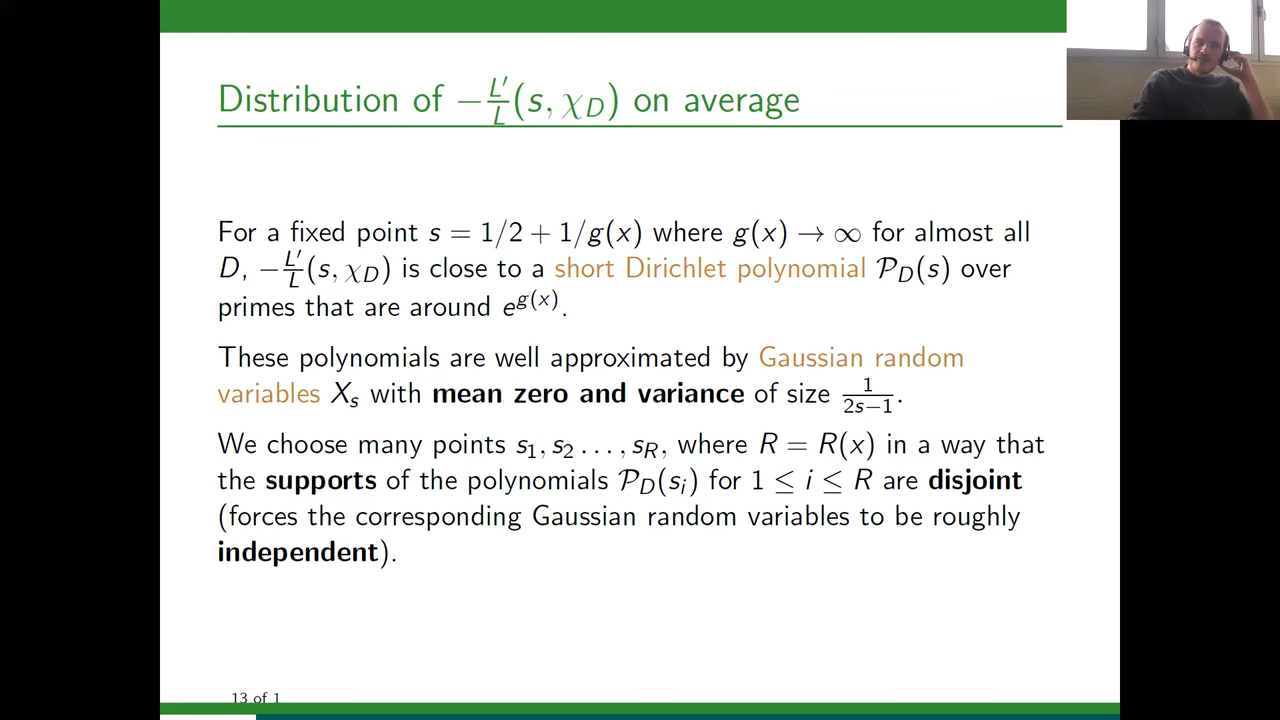 Distribution of −L′/L(s, χ_D) on average
For a fixed point s = 1/2 + 1/g(x) where g(x) → ∞ for almost all
D, −L′/L(s, χ_D) is close to a short Dirichlet polynomial 𝒫_D(s) over
primes that are around e^{g(x)}.
These polynomials are well approximated by Gaussian random
variables X_s with mean zero and variance of size 1/(2s−1).
We choose many points s_1, s_2 . . . , s_R, where R = R(x) in a way that
the supports of the polynomials 𝒫_D(s_i) for 1 ≤ i ≤ R are disjoint
(forces the corresponding Gaussian random variables to be roughly
independent).
13 of 1